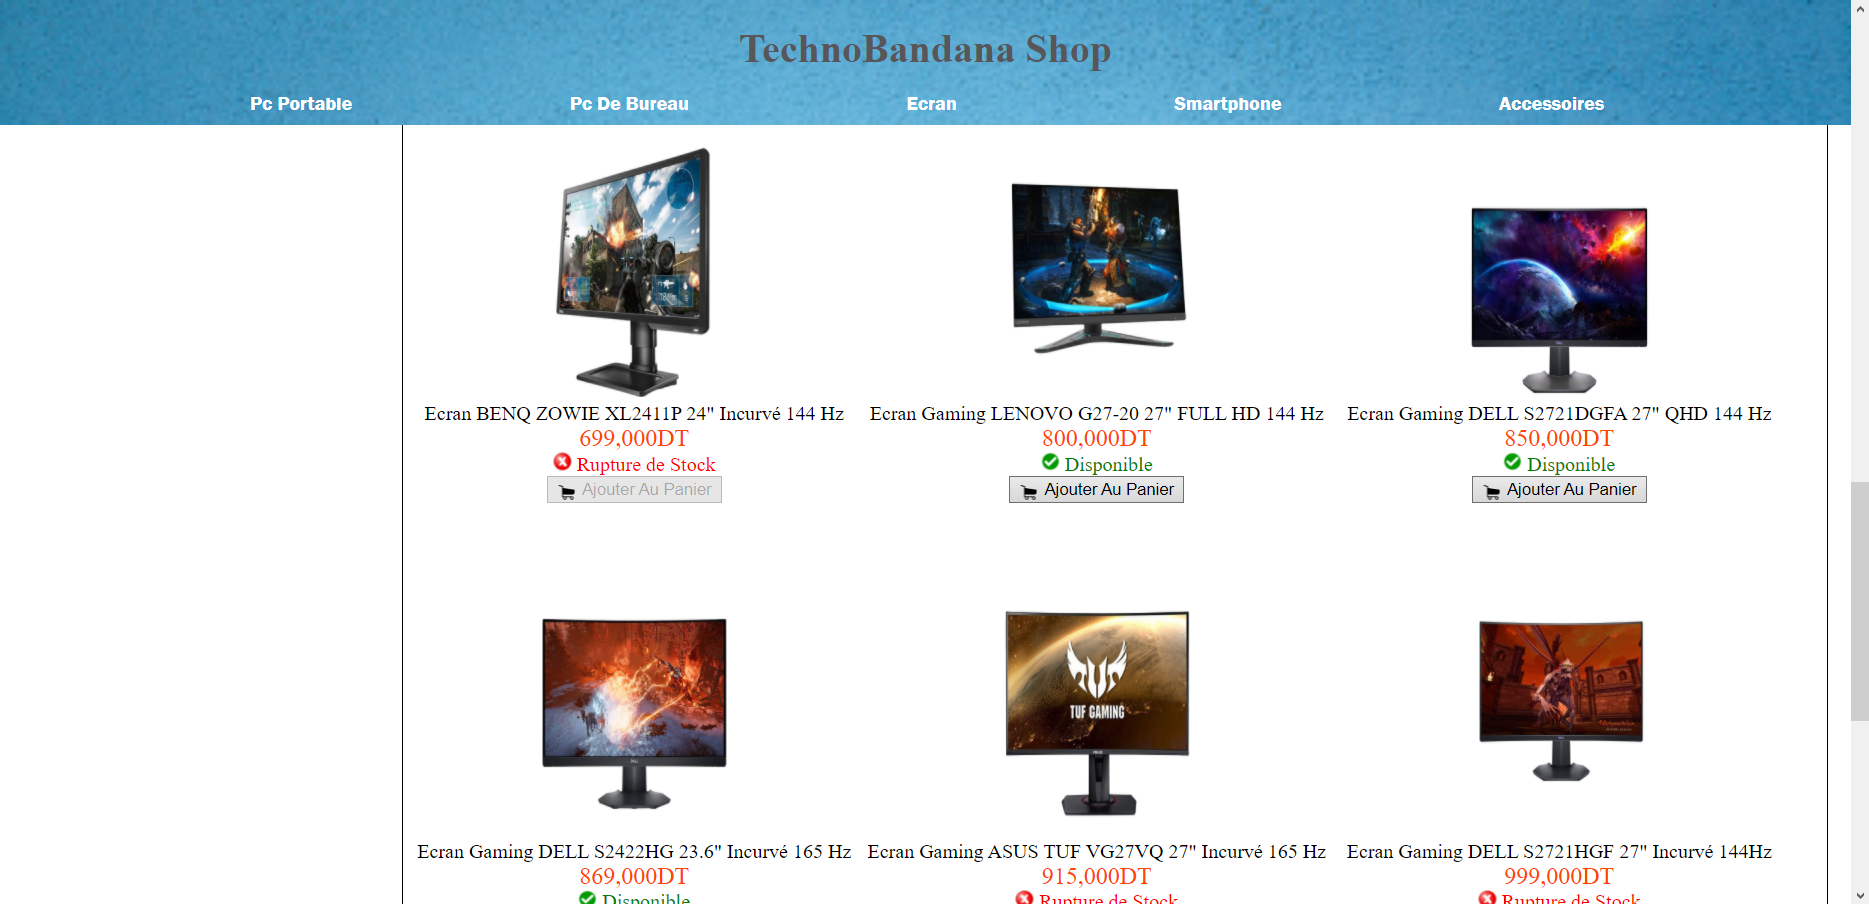 TechnoBandana Shop
Pc Portable Pc De Bureau Ecran Smartphone Accessoires
Ecran BENQ ZOWIE XL2411P 24" Incurvé 144 Hz
699,000DT
Rupture de Stock
Ajouter Au Panier
Ecran Gaming LENOVO G27-20 27" FULL HD 144 Hz
800,000DT
Disponible
Ajouter Au Panier
Ecran Gaming DELL S2721DGFA 27" QHD 144 Hz
850,000DT
Disponible
Ajouter Au Panier
TUF GAMING
Ecran Gaming DELL S2422HG 23.6" Incurvé 165 Hz
869,000DT
Disponible
Ecran Gaming ASUS TUF VG27VQ 27" Incurvé 165 Hz
915,000DT
Rupture de Stock
Ecran Gaming DELL S2721HGF 27" Incurvé 144Hz
999,000DT
Rupture de Stock